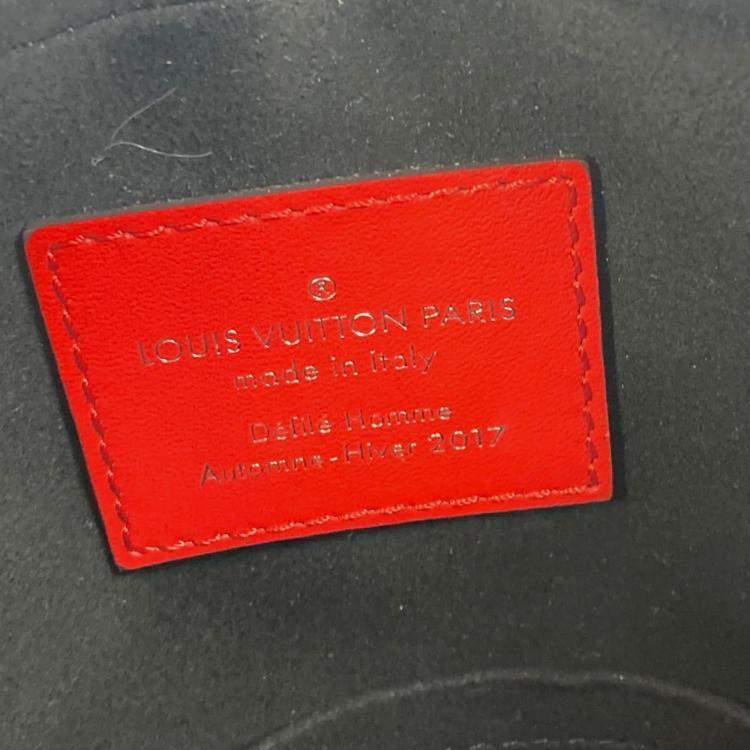 ®
LOUIS VUITTON PARIS
made in Italy
Défilé Homme
Automne-Hiver 2017